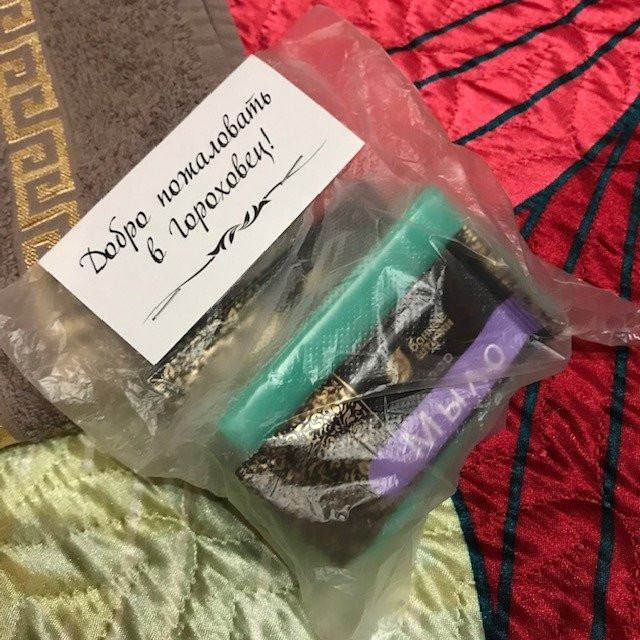 Добро пожаловать
в Гороховец!
МЫЛО